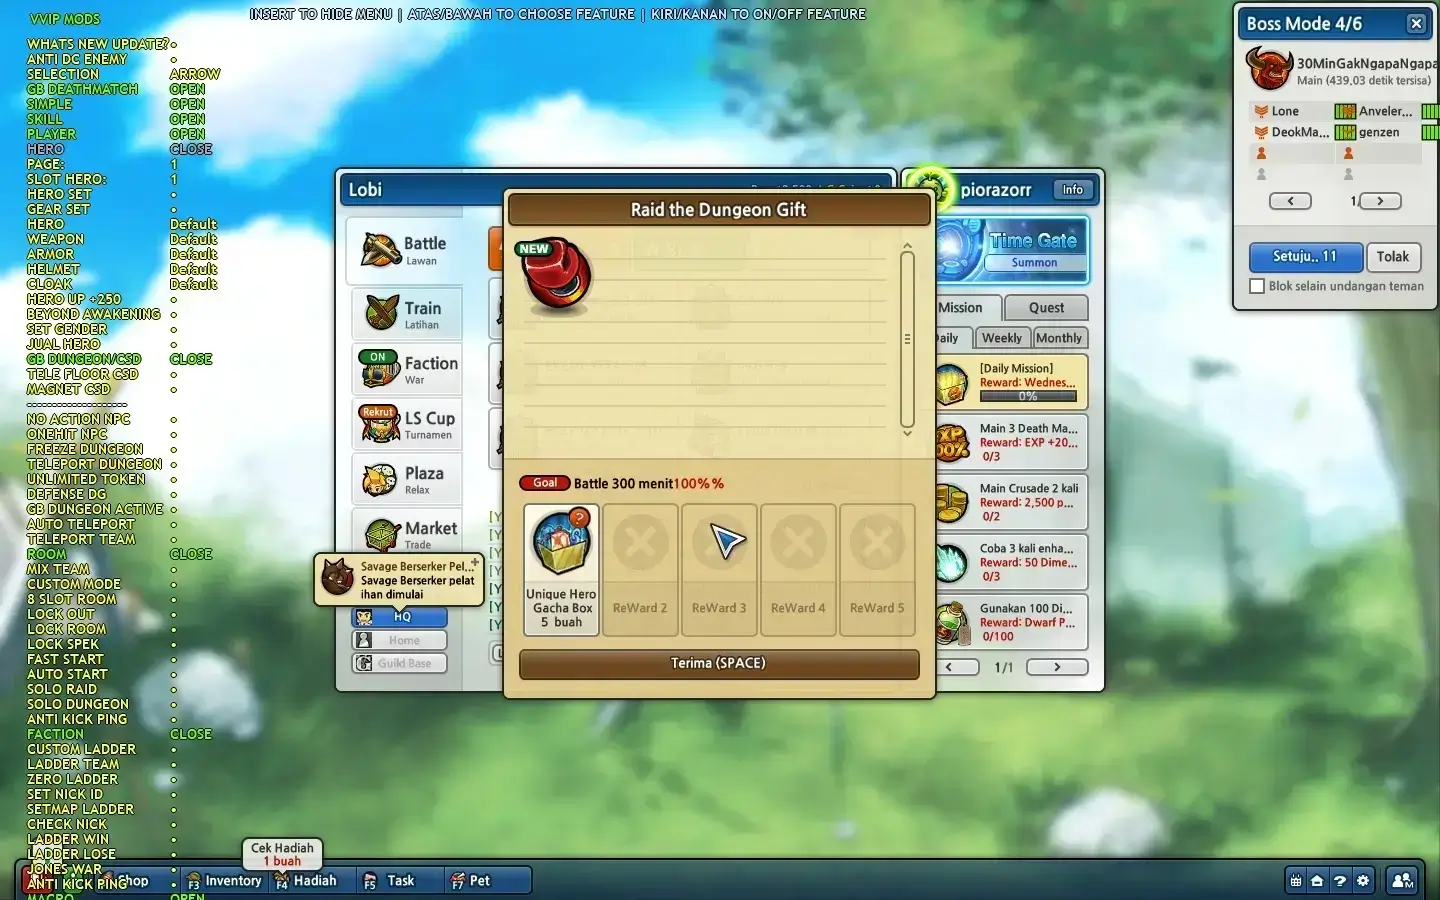 INSERT TO HIDE MENU | ATAS/BAWAH TO CHOOSE FEATURE | KIRI/KANAN TO ON/OFF FEATURE
VVIP MODS
WHATS NEW UPDATE?
ANTI DC ENEMY
SELECTION ARROW
GB DEATHMATCH OPEN
SIMPLE OPEN
SKILL OPEN
PLAYER OPEN
HERO CLOSE
PAGE: 1
SLOT HERO: 1
HERO SET
GEAR SET
HERO Default
WEAPON Default
ARMOR Default
HELMET Default
CLOAK Default
HERO UP +250
BEYOND AWAKENING
SET GENDER
JUAL HERO
GB DUNGEON/CSD CLOSE
TELE FLOOR CSD
MAGNET CSD
--------------------
NO ACTION NPC
ONEHIT NPC
FREEZE DUNGEON
TELEPORT DUNGEON
UNLIMITED TOKEN
DEFENSE DG
GB DUNGEON ACTIVE
AUTO TELEPORT
TELEPORT TEAM
ROOM CLOSE
MIX TEAM
CUSTOM MODE
8 SLOT ROOM
LOCK OUT
LOCK ROOM
LOCK SPEK
FAST START
AUTO START
SOLO RAID
SOLO DUNGEON
ANTI KICK PING
FACTION CLOSE
CUSTOM LADDER
LADDER TEAM
ZERO LADDER
SET NICK ID
SETMAP LADDER
CHECK NICK
LADDER WIN
LADDER LOSE
JONES WAR
ANTI KICK PING
MACRO OPEN
Lobi
Battle
Lawan
Train
Latihan
ON
Faction
War
Rekrut
LS Cup
Turnamen
Plaza
Relax
Market
Trade
Savage Berserker Pel...
Savage Berserker pelat
ihan dimulai
HQ
Home
Guild Base
Raid the Dungeon Gift
NEW
Goal Battle 300 menit100%%
Unique Hero
Gacha Box
5 buah
ReWard 2
ReWard 3
ReWard 4
ReWard 5
Terima (SPACE)
piorazorr
Info
Time Gate
Summon
Mission
Quest
Weekly
Monthly
[Daily Mission]
Reward: Wednes...
0%
Main 3 Death Ma...
Reward: EXP +20...
0/3
Main Crusade 2 kali
Reward: 2,500 p...
0/2
Coba 3 kali enha...
Reward: 50 Dime...
0/3
Gunakan 100 Di...
Reward: Dwarf P...
0/100
1/1
Boss Mode 4/6
30MinGakNgapaNgapa
Main (439.03 detik tersisa)
Lone
Anveler...
DeokMa...
genzen
Setuju.. 11
Tolak
Blok selain undangan teman
Cek Hadiah
1 buah
Shop
F3 Inventory
F4 Hadiah
F5 Task
F7 Pet